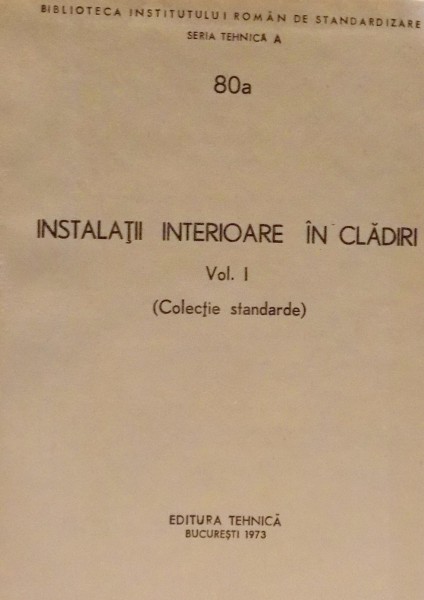 BIBLIOTECA INSTITUTULUI ROMÂN DE STANDARDIZARE
SERIA TEHNICĂ A
80a
INSTALAŢII INTERIOARE ÎN CLĂDIRI
Vol. I
(Colecţie standarde)
EDITURA TEHNICĂ
BUCUREŞTI 1973